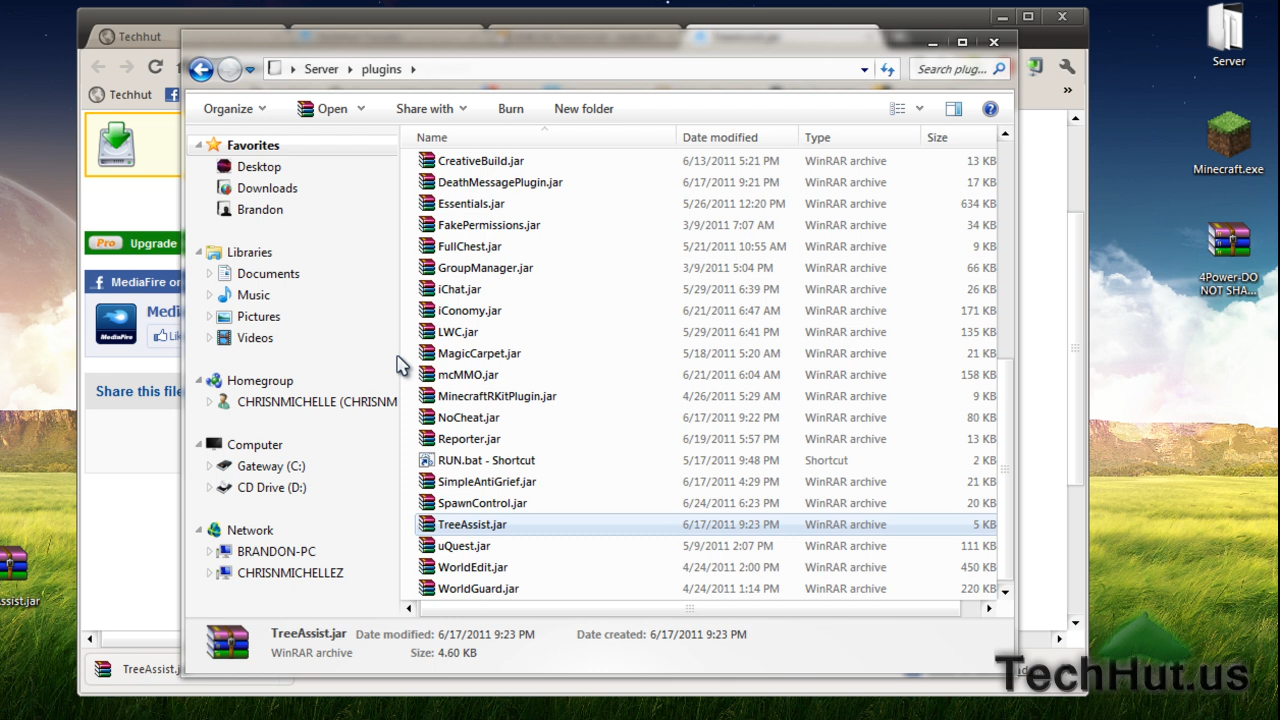 Techhut
Server ▸ plugins
Search plug...
Techhut
Organize
Open
Share with
Burn
New folder
Server
Minecraft.exe
4Power-DO
NOT SHA...
Favorites
Desktop
Downloads
Brandon
Libraries
Documents
Music
Pictures
Videos
Homegroup
CHRISNMICHELLE (CHRISNM
Computer
Gateway (C:)
CD Drive (D:)
Network
BRANDON-PC
CHRISNMICHELLEZ
Name Date modified Type Size
CreativeBuild.jar 6/13/2011 5:21 PM WinRAR archive 13 KB
DeathMessagePlugin.jar 6/17/2011 9:21 PM WinRAR archive 17 KB
Essentials.jar 5/26/2011 12:20 PM WinRAR archive 634 KB
FakePermissions.jar 3/9/2011 7:07 AM WinRAR archive 34 KB
FullChest.jar 5/21/2011 10:55 AM WinRAR archive 9 KB
GroupManager.jar 3/9/2011 5:04 PM WinRAR archive 66 KB
iChat.jar 5/29/2011 6:39 PM WinRAR archive 26 KB
iConomy.jar 6/21/2011 6:47 AM WinRAR archive 171 KB
LWC.jar 5/29/2011 6:41 PM WinRAR archive 135 KB
MagicCarpet.jar 5/18/2011 5:20 AM WinRAR archive 21 KB
mcMMO.jar 6/21/2011 6:04 AM WinRAR archive 158 KB
MinecraftRKitPlugin.jar 4/26/2011 5:29 AM WinRAR archive 9 KB
NoCheat.jar 6/17/2011 9:22 PM WinRAR archive 80 KB
Reporter.jar 6/19/2011 5:57 PM WinRAR archive 13 KB
RUN.bat - Shortcut 5/17/2011 9:48 PM Shortcut 2 KB
SimpleAntiGrief.jar 6/17/2011 4:29 PM WinRAR archive 21 KB
SpawnControl.jar 6/24/2011 6:23 PM WinRAR archive 20 KB
TreeAssist.jar 6/17/2011 9:23 PM WinRAR archive 5 KB
uQuest.jar 5/9/2011 2:07 PM WinRAR archive 111 KB
WorldEdit.jar 4/24/2011 2:00 PM WinRAR archive 450 KB
WorldGuard.jar 4/24/2011 1:14 PM WinRAR archive 220 KB
Pro Upgrade
MediaFire on
Medi
MediaFire
Lik
Share this file
ssist.jar
TreeAssist.jar Date modified: 6/17/2011 9:23 PM Date created: 6/17/2011 9:23 PM
WinRAR archive Size: 4.60 KB
TreeAssist.j
TechHut.us